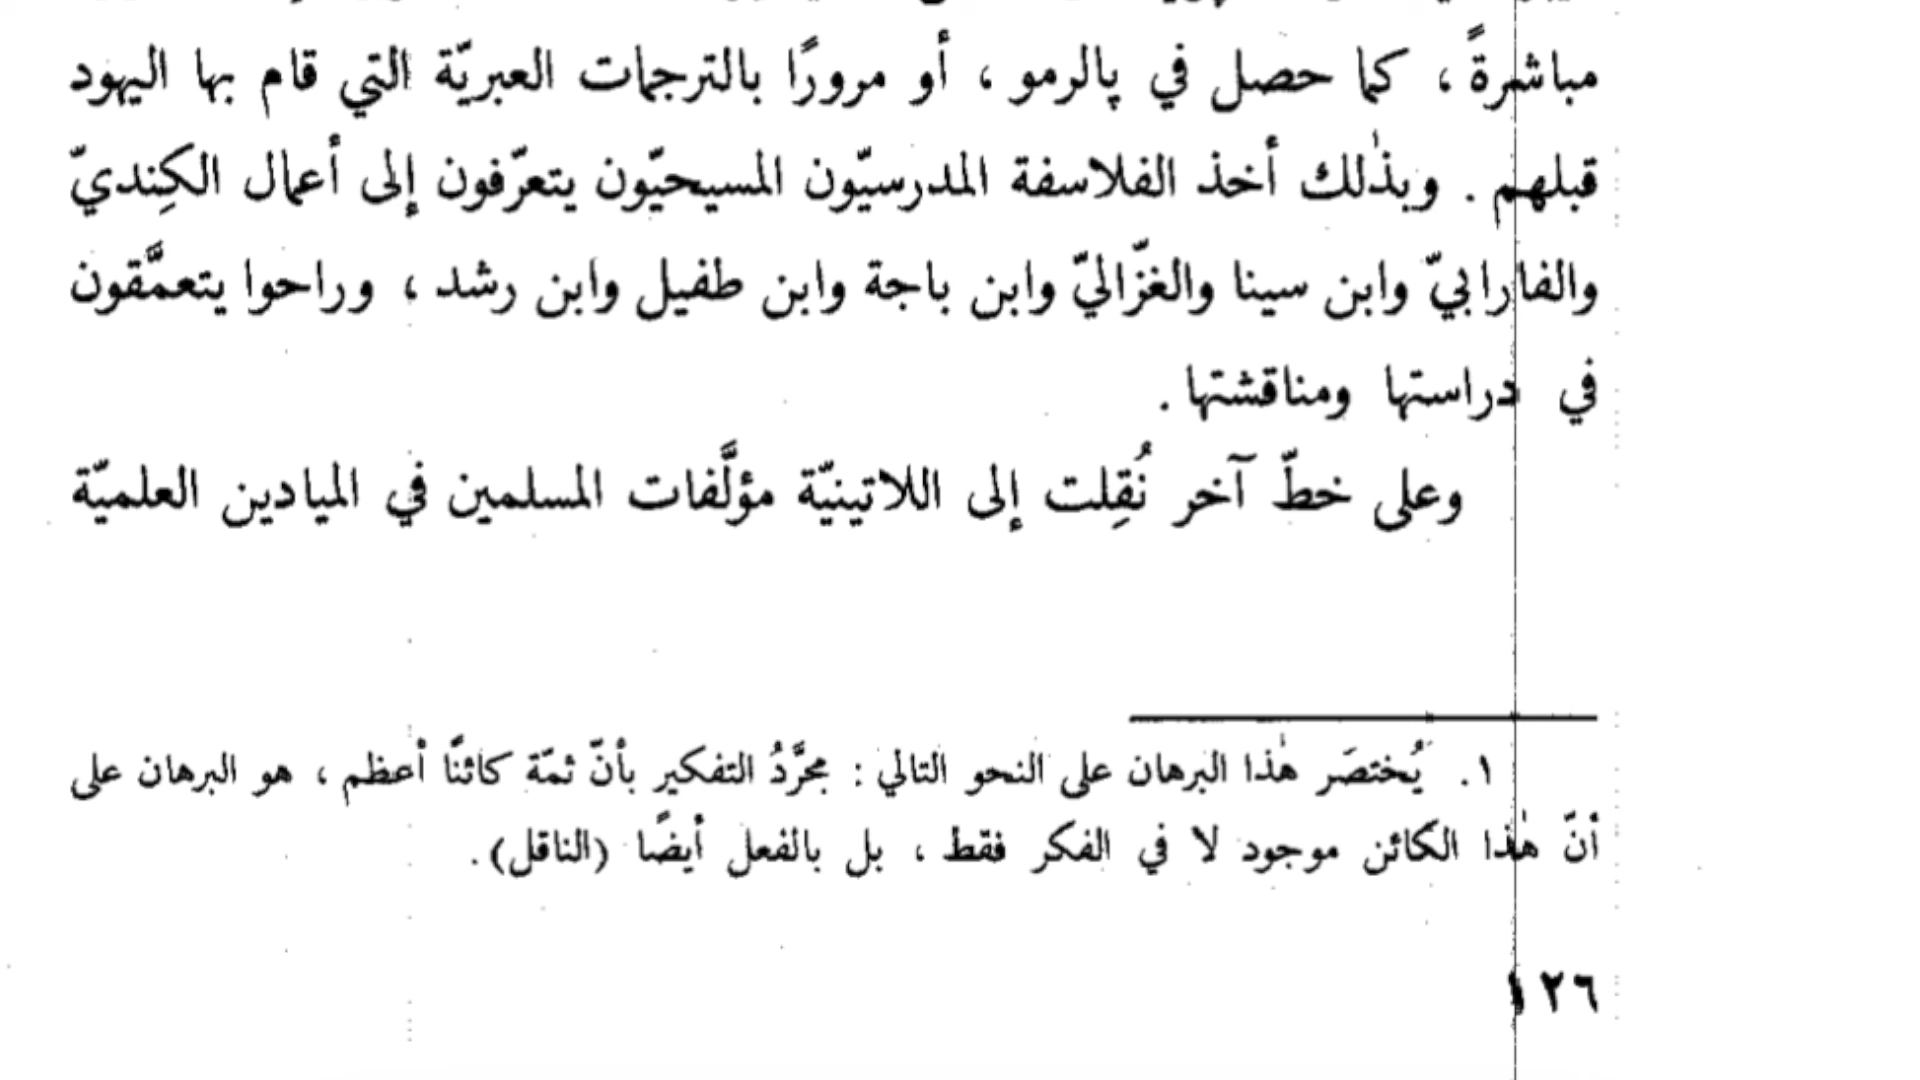 مباشرةً ، كما حصل في پالرمو ، أو مرورًا بالترجمات العبريّة التي قام بها اليهود
قبلهم . وبذٰلك أخذ الفلاسفة المدرسيّون المسيحيّون يتعرّفون إلى أعمال الكِنديّ
والفارابيّ وابن سينا والغزّاليّ وابن باجة وابن طفيل وابن رشد ، وراحوا يتعمَّقون
في دراستها ومناقشتها .
وعلى خطّ آخر نُقِلت إلى اللاتينيّة مؤلَّفات المسلمين في الميادين العلميّة
١. يُختصَر هٰذا البرهان على النحو التالي : مجرَّدُ التفكير بأنّ ثمّة كائنًا أعظم ، هو البرهان على
أنّ هٰذا الكائن موجود لا في الفكر فقط ، بل بالفعل أيضًا (الناقل).
١٢٦